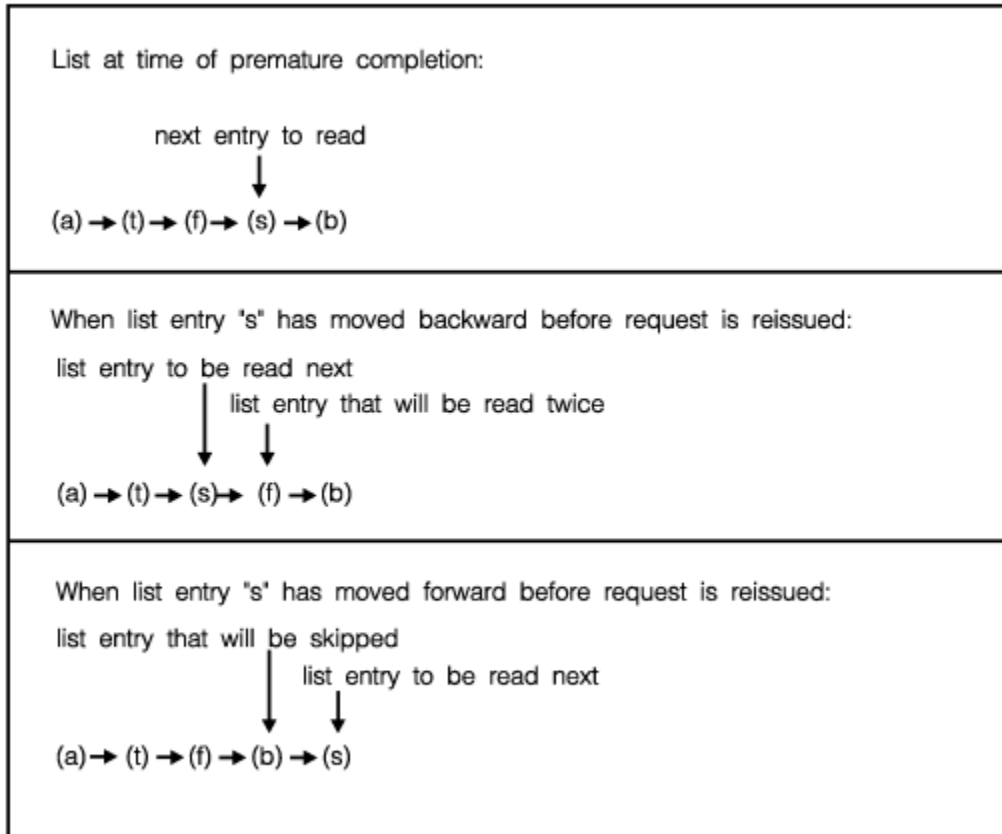 List at time of premature completion:
next entry to read
(a) → (t) → (f) → (s) → (b)
When list entry "s" has moved backward before request is reissued:
list entry to be read next
list entry that will be read twice
(a) → (t) → (s) → (f) → (b)
When list entry "s" has moved forward before request is reissued:
list entry that will be skipped
list entry to be read next
(a) → (t) → (f) → (b) → (s)